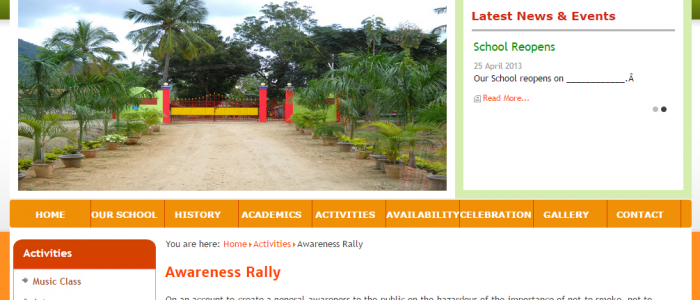 Latest News & Events
School Reopens
25 April 2013
Our School reopens on ____________.Â
Read More...
HOME OUR SCHOOL HISTORY ACADEMICS ACTIVITIES AVAILABILITY CELEBRATION GALLERY CONTACT
Activities
You are here: Home Activities Awareness Rally
Music Class
Awareness Rally
On an account to create a general awareness to the public on the hazardous of the importance of not to smoke, not to